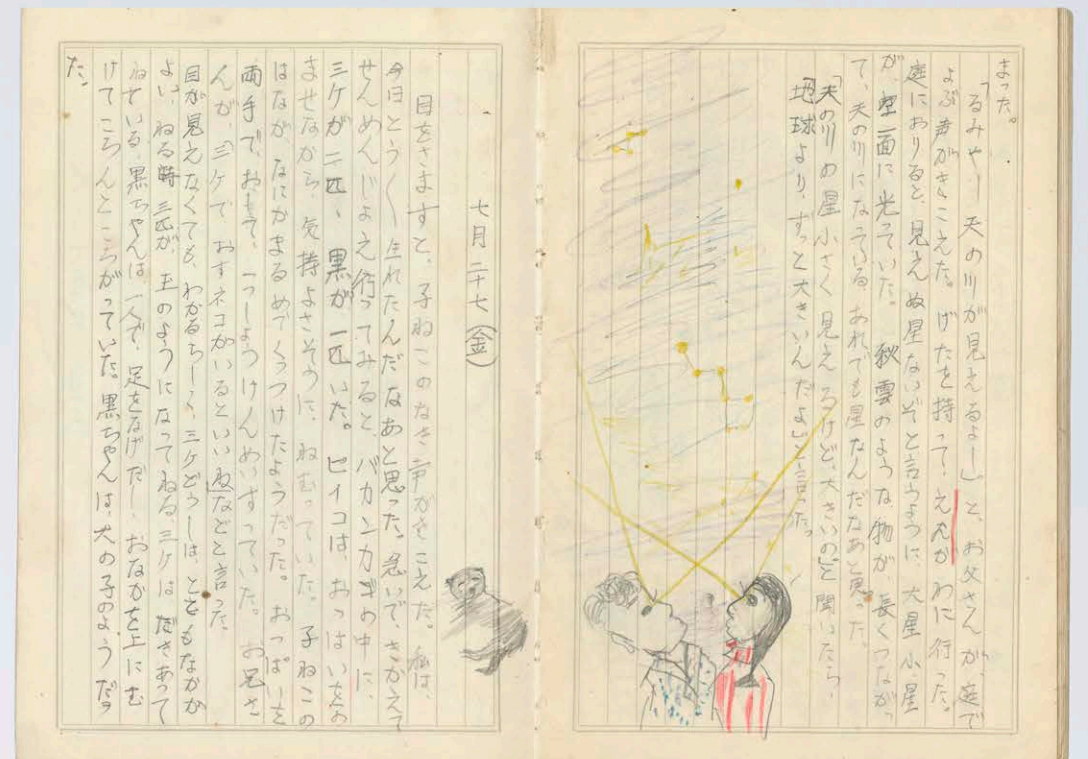 まった。
「るみやー天の川が見えるよー」と、お父さんが、庭で
よぶ声がきこえた。げたを持って、えんがわに行った。
庭におりると、見えぬ星ないぞと言うように、大星小星
が、空一面に光っていた。秋雲のような、物が、長くつながっ
て、天の川になっている。あれでも星なんだなあと思った。
「天の川の星小さく見えるけど、大きいの」と聞いたら、
「地球より、ずっと大きいんだよ」と言った。
七月二十七(金)
目をさますと、子ねこのなき声がきこえた。私は、
今日とう〱生れたんだなあと思った。急いで、きがえて
せんめんじょえ行ってみると、バカンカゴの中に、
三ケが二匹、黒が一匹いた。ピイコは、おっぱいをの
ませながら、気持よさそうに、ねむっていた。子ねこの
はなが、なにかまるめてくっつけたようだった。おっぱいを
両手で、おして、いっしょうけんめいすっていた。お兄さ
んが、「三ケで、おすネコがいるといいね」などと言った。
目が見えなくても、わかるらしく、三ケどうしは、とてもなかが
よい、ねる時三匹が、玉のようになってねる、三ケはだきあって
ねている、黒ちゃんは一人で、足をなげだし、おなかを上にむ
けてころんところがっていた。黒ちゃんは、犬の子のようだっ
た。